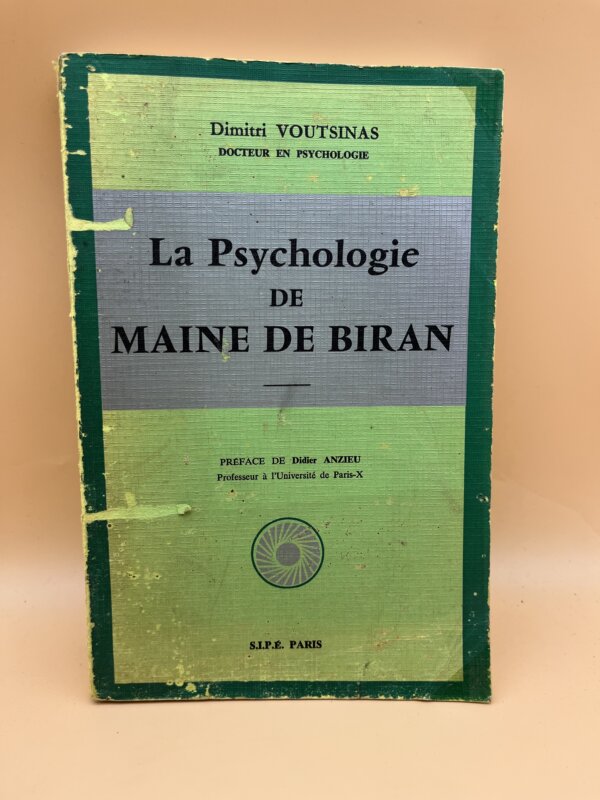 Dimitri VOUTSINAS
DOCTEUR EN PSYCHOLOGIE
La Psychologie
DE
MAINE DE BIRAN
PRÉFACE DE Didier ANZIEU
Professeur à l'Université de Paris-X
S.I.P.É. PARIS